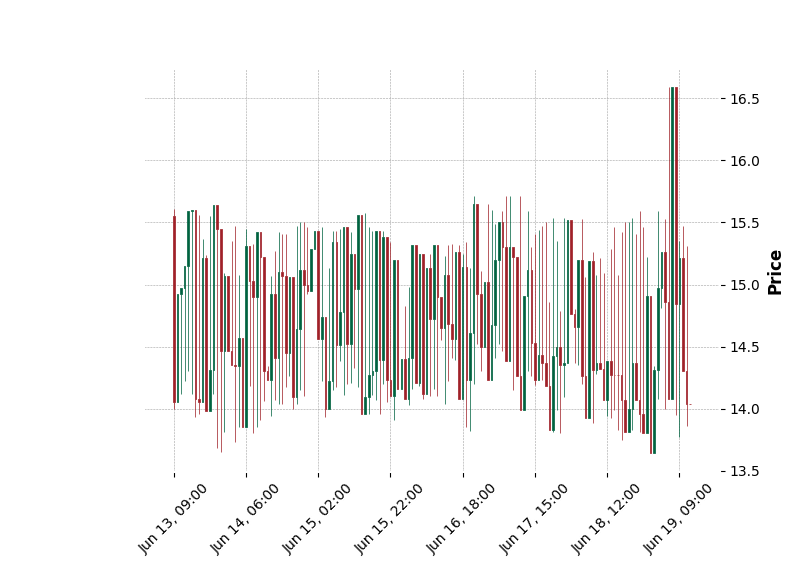 16.5
16.0
15.5
15.0
14.5
14.0
13.5
Price
Jun 13, 09:00
Jun 14, 06:00
Jun 15, 02:00
Jun 15, 22:00
Jun 16, 18:00
Jun 17, 15:00
Jun 18, 12:00
Jun 19, 09:00